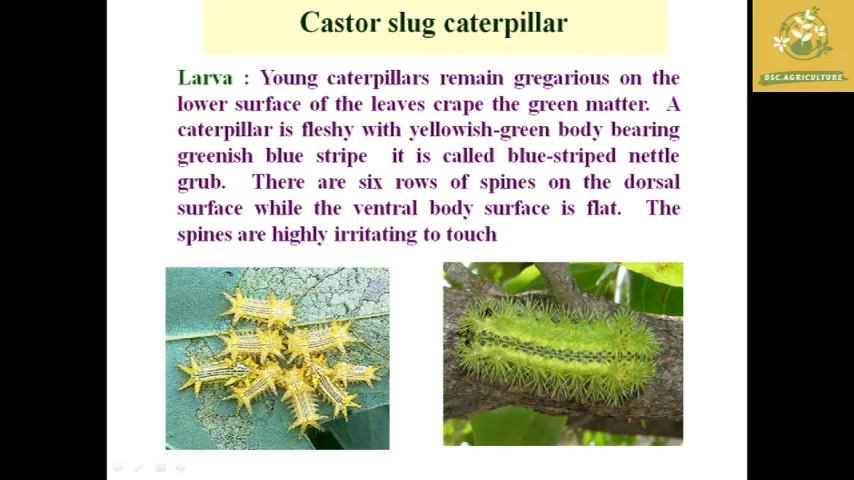 Castor slug caterpillar
BSC.AGRICULTURE
Larva : Young caterpillars remain gregarious on the
lower surface of the leaves crape the green matter. A
caterpillar is fleshy with yellowish-green body bearing
greenish blue stripe it is called blue-striped nettle
grub. There are six rows of spines on the dorsal
surface while the ventral body surface is flat. The
spines are highly irritating to touch